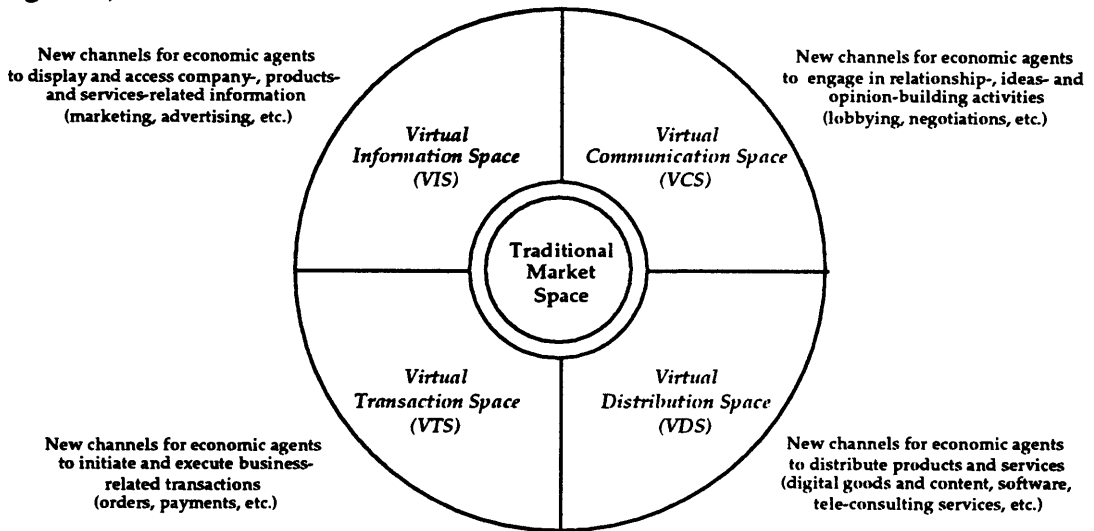 New channels for economic agents
to display and access company-, products-
and services-related information
(marketing, advertising, etc.)
New channels for economic agents
to engage in relationship-, ideas- and
opinion-building activities
(lobbying, negotiations, etc.)
Virtual
Information Space
(VIS)
Virtual
Communication Space
(VCS)
Traditional
Market
Space
Virtual
Transaction Space
(VTS)
Virtual
Distribution Space
(VDS)
New channels for economic agents
to initiate and execute business-
related transactions
(orders, payments, etc.)
New channels for economic agents
to distribute products and services
(digital goods and content, software,
tele-consulting services, etc.)